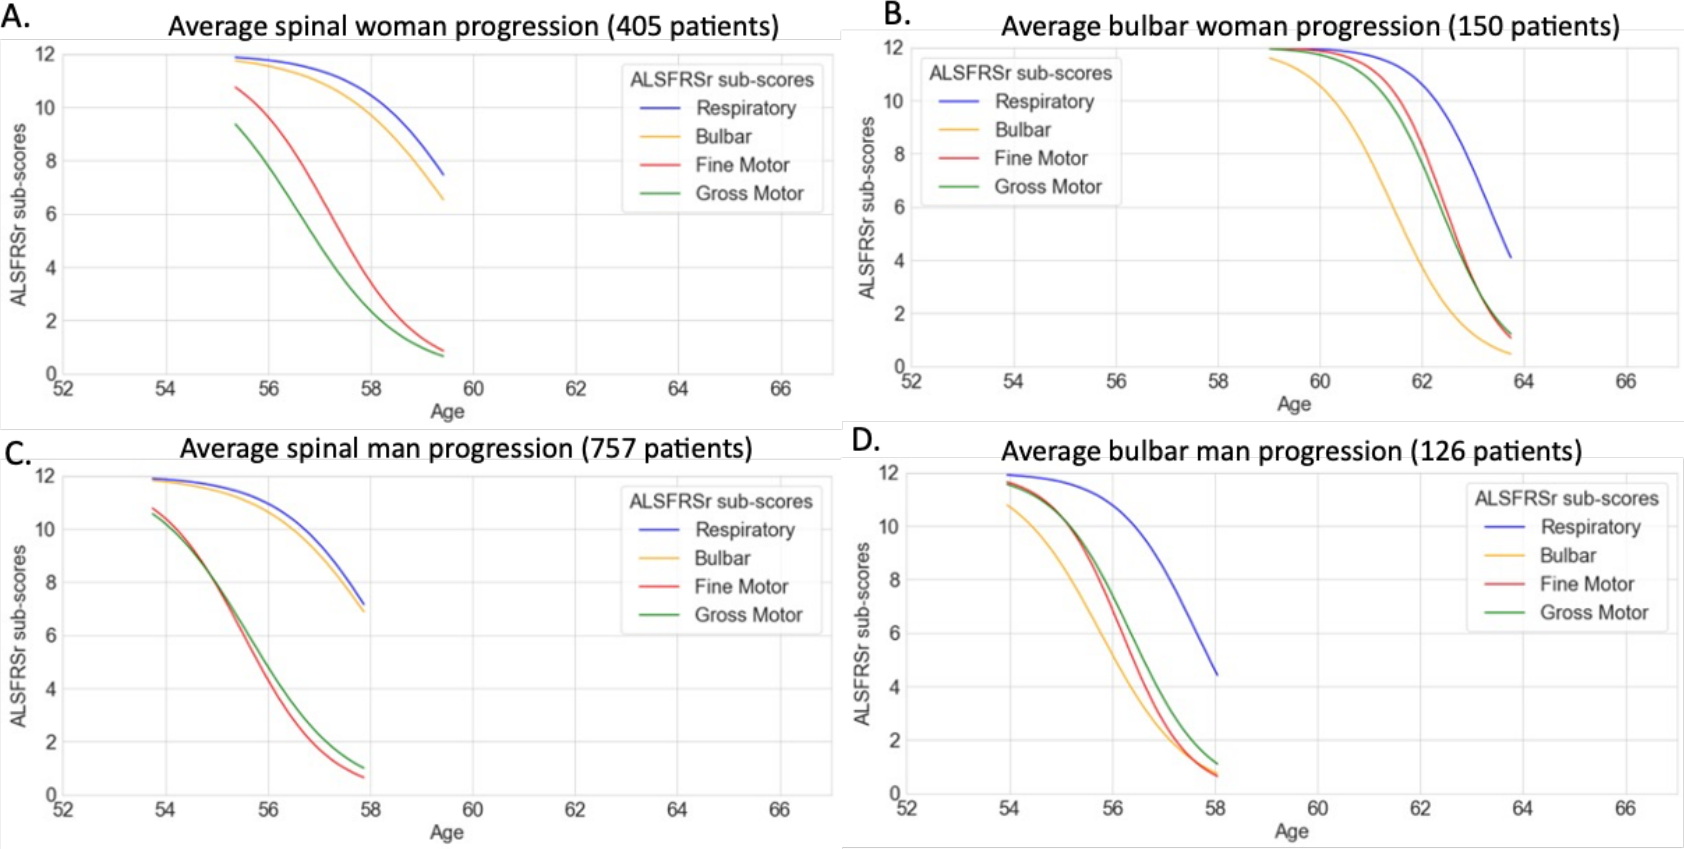 A.
Average spinal woman progression (405 patients)
12
10
8
6
4
2
0
ALSFRSr sub-scores
ALSFRSr sub-scores
Respiratory
Bulbar
Fine Motor
Gross Motor
52 54 56 58 60 62 64 66
Age
B.
Average bulbar woman progression (150 patients)
12
10
8
6
4
2
0
ALSFRSr sub-scores
ALSFRSr sub-scores
Respiratory
Bulbar
Fine Motor
Gross Motor
52 54 56 58 60 62 64 66
Age
C.
Average spinal man progression (757 patients)
12
10
8
6
4
2
0
ALSFRSr sub-scores
ALSFRSr sub-scores
Respiratory
Bulbar
Fine Motor
Gross Motor
52 54 56 58 60 62 64 66
Age
D.
Average bulbar man progression (126 patients)
12
10
8
6
4
2
0
ALSFRSr sub-scores
ALSFRSr sub-scores
Respiratory
Bulbar
Fine Motor
Gross Motor
52 54 56 58 60 62 64 66
Age